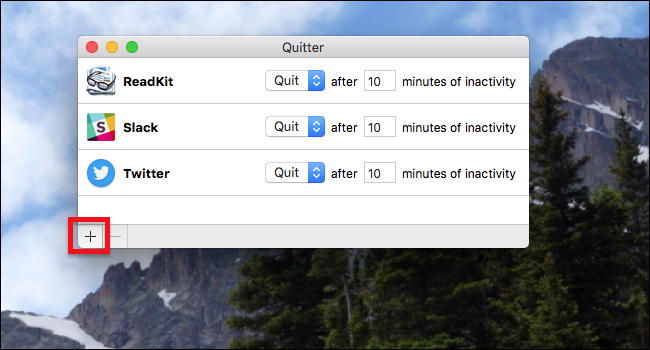 Quitter
ReadKit Quit after 10 minutes of inactivity
Slack Quit after 10 minutes of inactivity
Twitter Quit after 10 minutes of inactivity